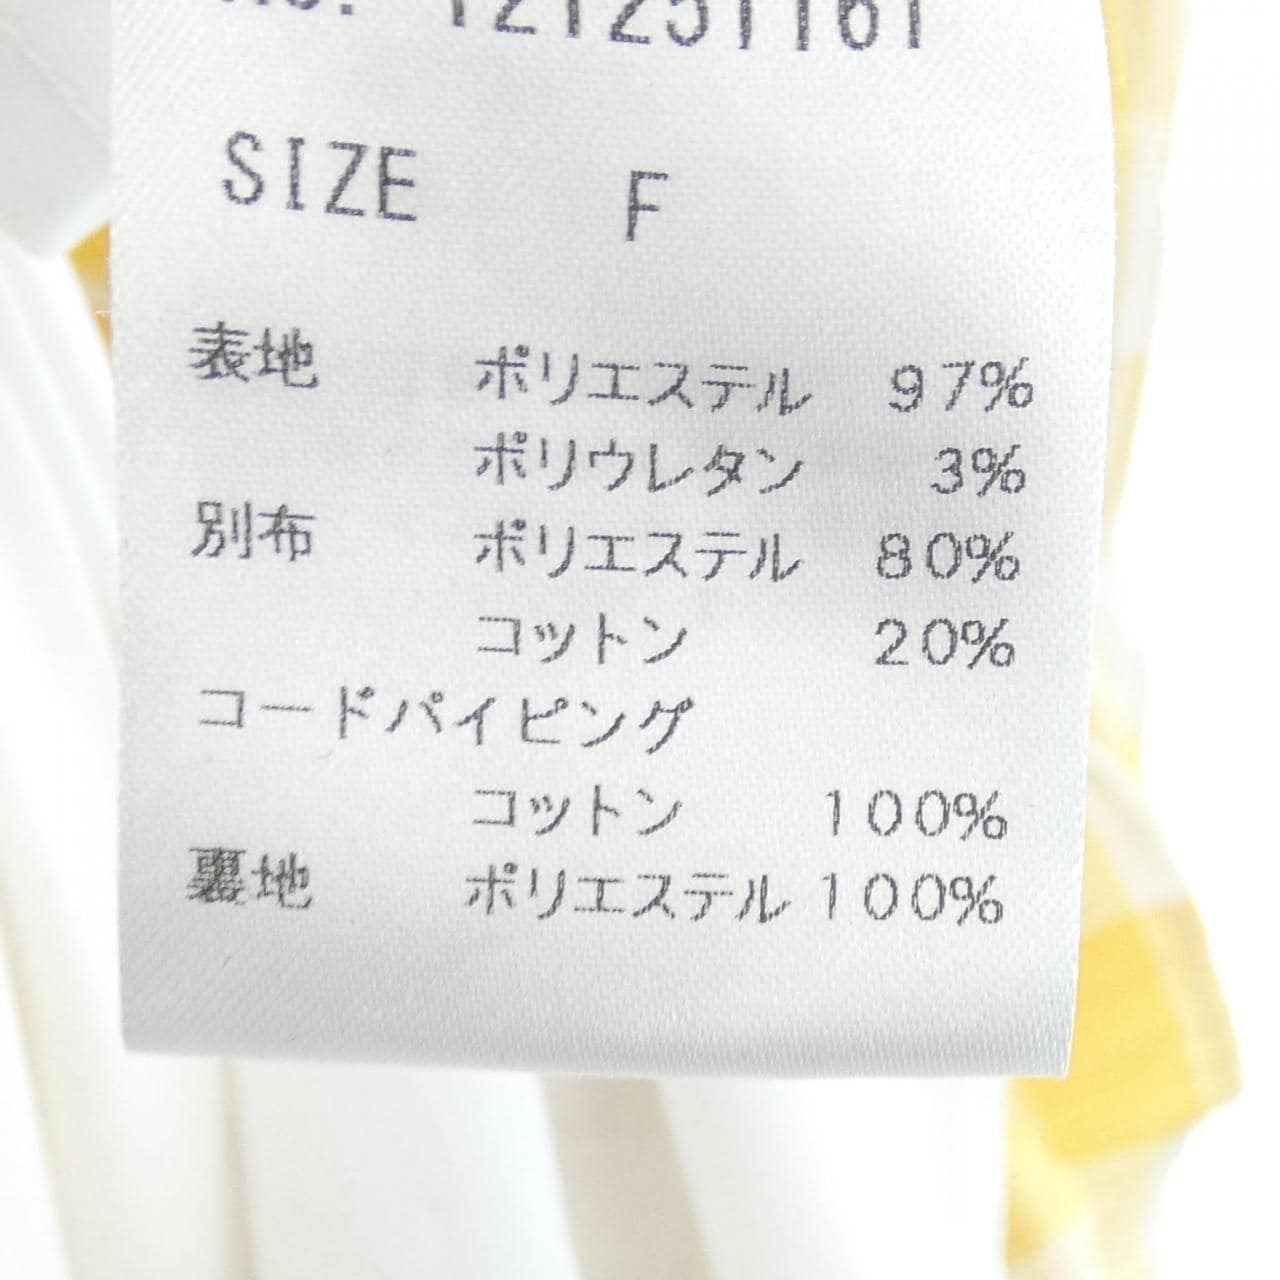 No. 121251161
SIZE F
表地 ポリエステル 97%
ポリウレタン 3%
別布 ポリエステル 80%
コットン 20%
コードパイピング
コットン 100%
裏地 ポリエステル 100%